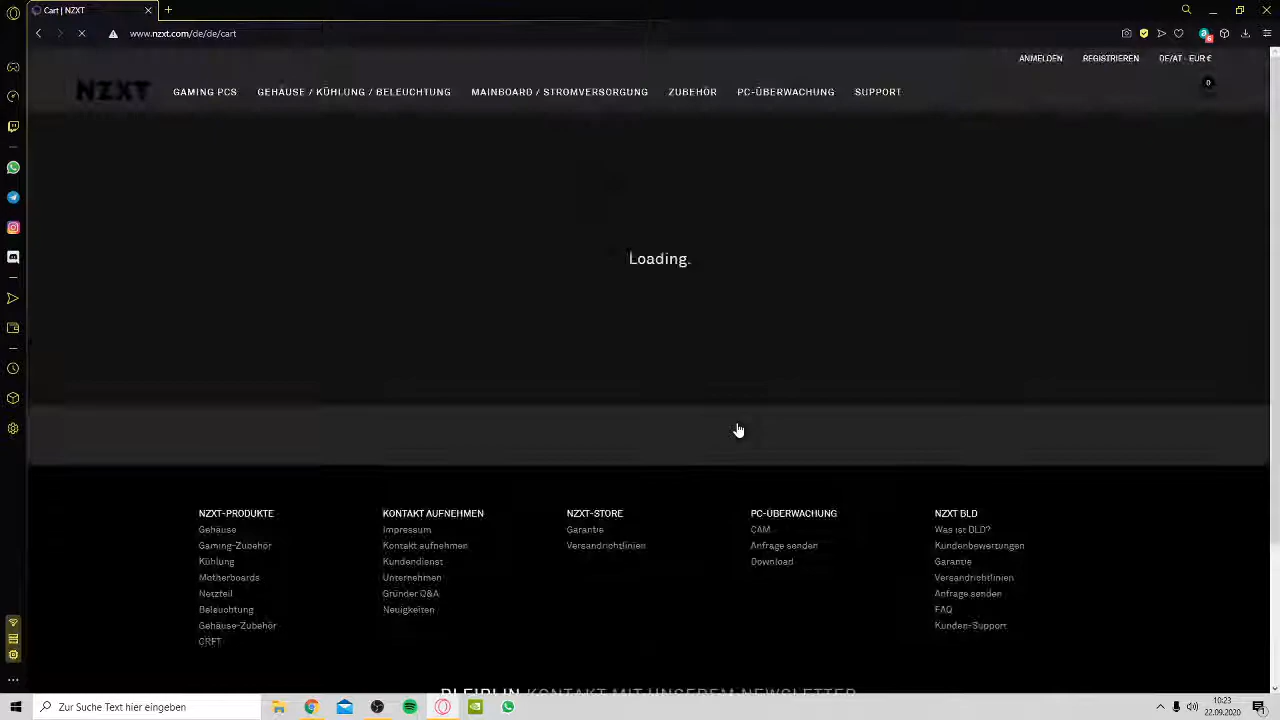 Cart | NZXT
www.nzxt.com/de/de/cart
ANMELDEN REGISTRIEREN DE/AT - EUR €
NZXT GAMING PCS GEHÄUSE / KÜHLUNG / BELEUCHTUNG MAINBOARD / STROMVERSORGUNG ZUBEHÖR PC-ÜBERWACHUNG SUPPORT 0
Loading.
NZXT-PRODUKTE
Gehäuse
Gaming-Zubehör
Kühlung
Motherboards
Netzteil
Beleuchtung
Gehäuse-Zubehör
CRFT
KONTAKT AUFNEHMEN
Impressum
Kontakt aufnehmen
Kundendienst
Unternehmen
Gründer Q&A
Neuigkeiten
NZXT-STORE
Garantie
Versandrichtlinien
PC-ÜBERWACHUNG
CAM
Anfrage senden
Download
NZXT BLD
Was ist BLD?
Kundenbewertungen
Garantie
Versandrichtlinien
Anfrage senden
FAQ
Kunden-Support
BLEIB IN KONTAKT MIT UNSEREM NEWSLETTER
Zur Suche Text hier eingeben
10:23
22.09.2020